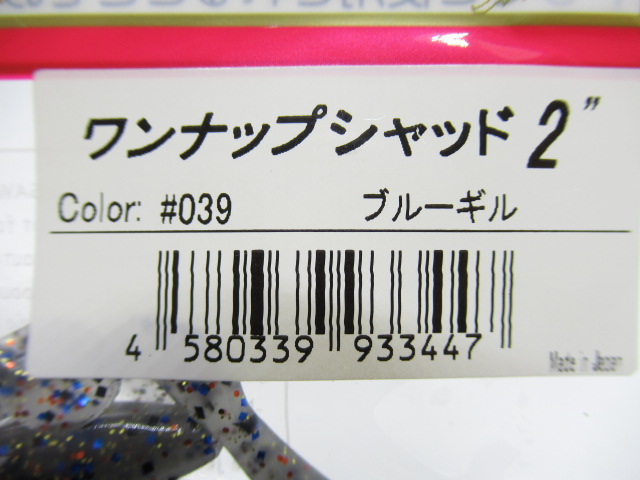 ワンナップシャッド 2"
Color: #039 ブルーギル
4 580339 933447
Made in Japan